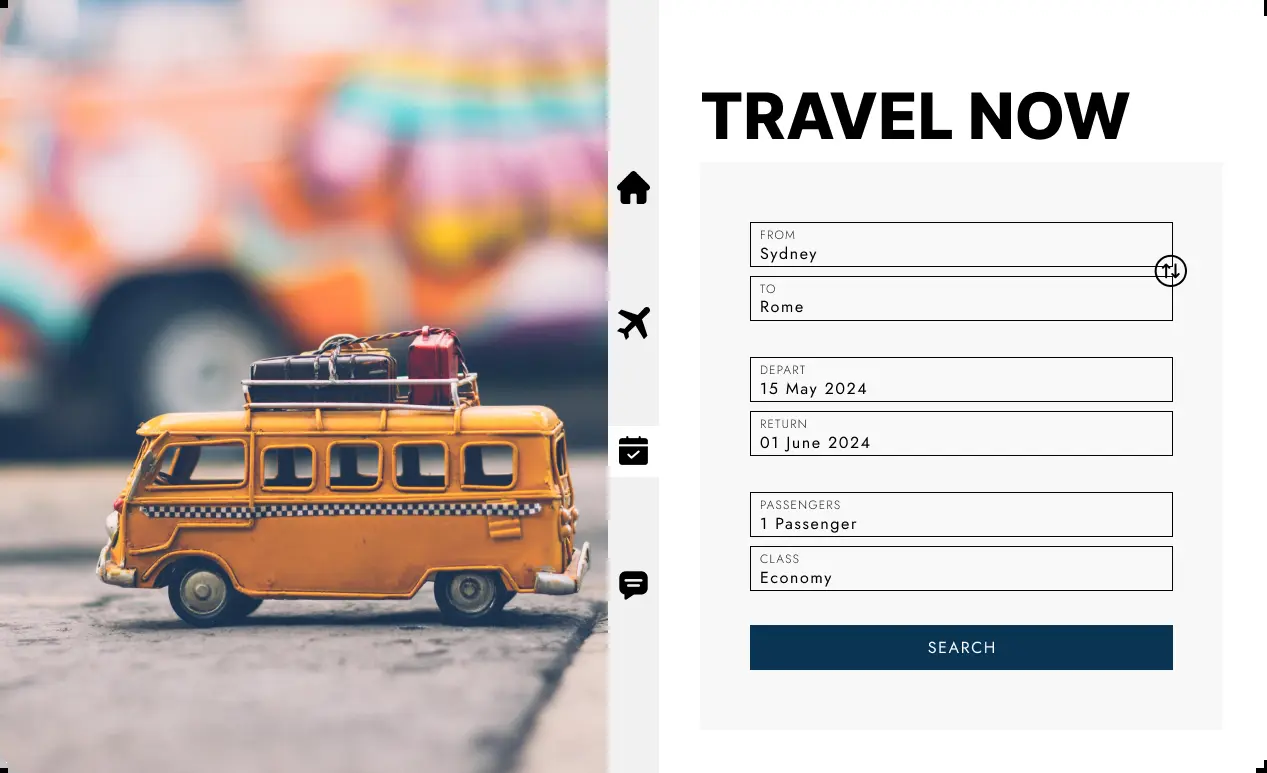 TRAVEL NOW
FROM
Sydney
TO
Rome
DEPART
15 May 2024
RETURN
01 June 2024
PASSENGERS
1 Passenger
CLASS
Economy
SEARCH